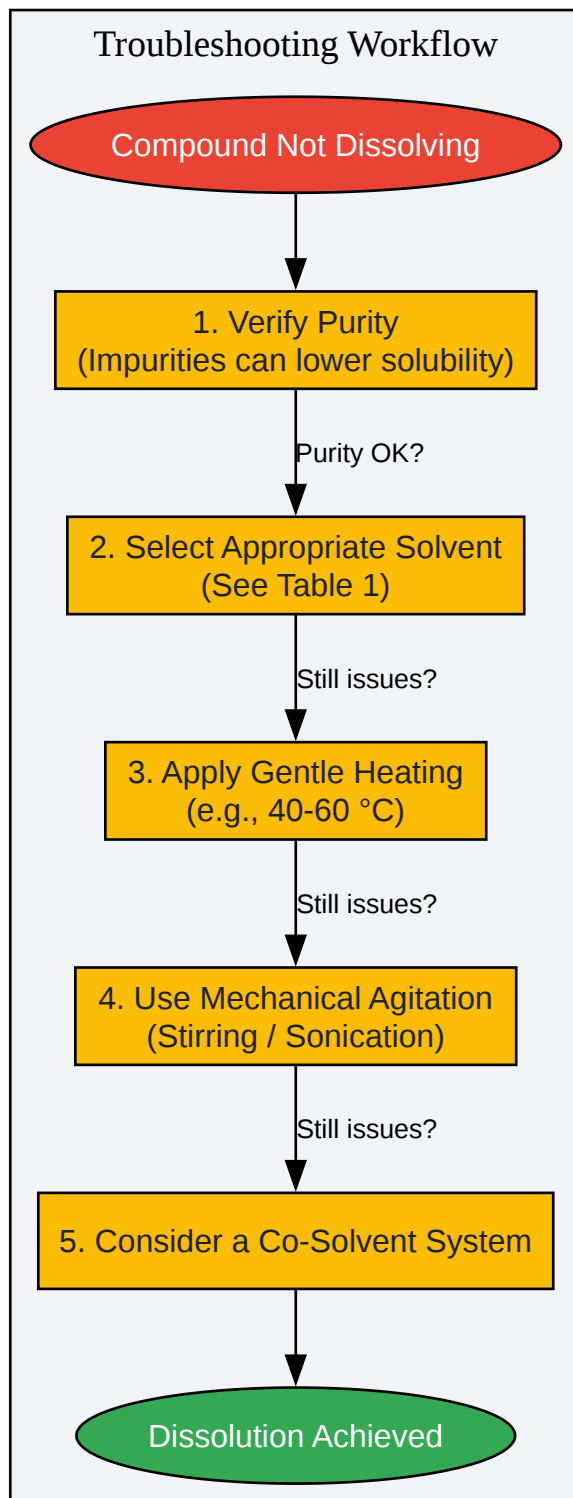 Troubleshooting Workflow
Compound Not Dissolving
1. Verify Purity
(Impurities can lower solubility)
Purity OK?
2. Select Appropriate Solvent
(See Table 1)
Still issues?
3. Apply Gentle Heating
(e.g., 40-60 °C)
Still issues?
4. Use Mechanical Agitation
(Stirring / Sonication)
Still issues?
5. Consider a Co-Solvent System
Dissolution Achieved